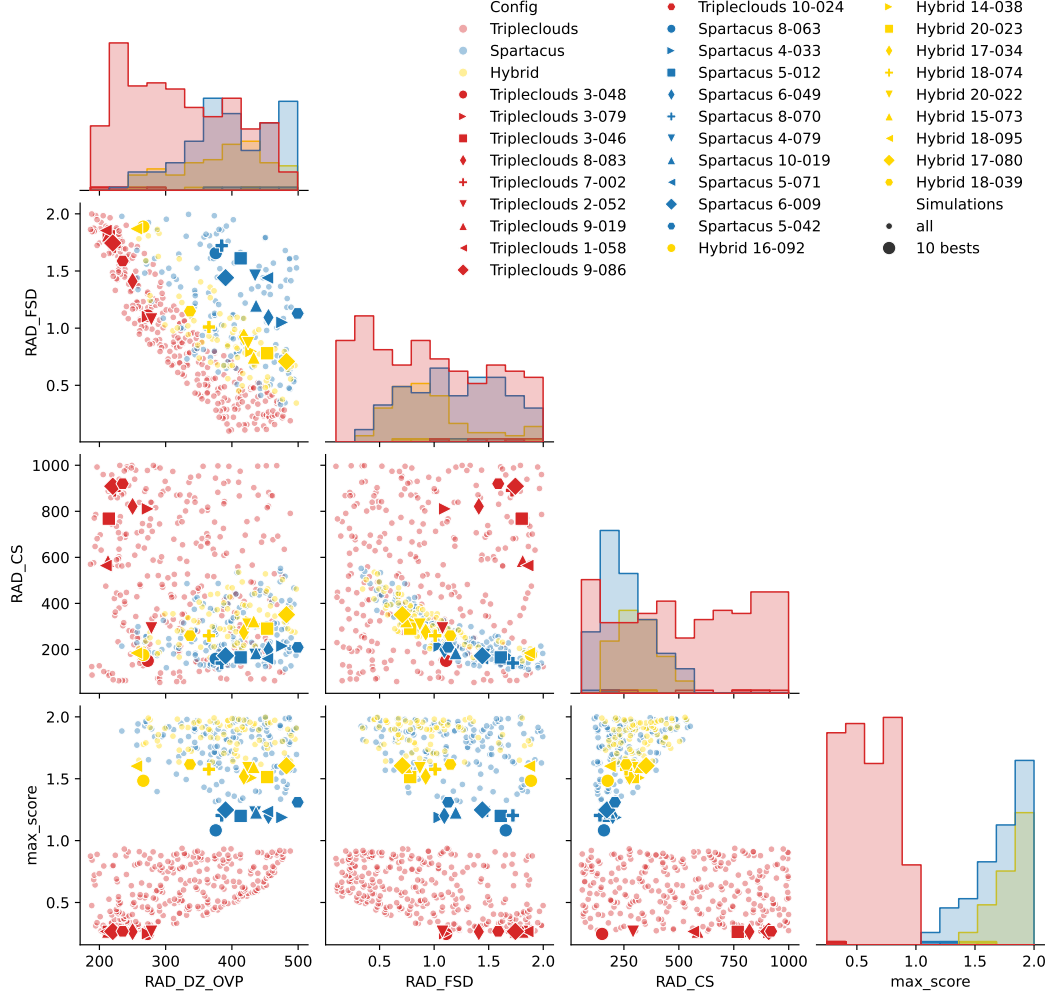 Config
Tripleclouds
Spartacus
Hybrid
Tripleclouds 3-048
Tripleclouds 3-079
Tripleclouds 3-046
Tripleclouds 8-083
Tripleclouds 7-002
Tripleclouds 2-052
Tripleclouds 9-019
Tripleclouds 1-058
Tripleclouds 9-086
Tripleclouds 10-024
Spartacus 8-063
Spartacus 4-033
Spartacus 5-012
Spartacus 6-049
Spartacus 8-070
Spartacus 4-079
Spartacus 10-019
Spartacus 5-071
Spartacus 6-009
Spartacus 5-042
Hybrid 16-092
Hybrid 14-038
Hybrid 20-023
Hybrid 17-034
Hybrid 18-074
Hybrid 20-022
Hybrid 15-073
Hybrid 18-095
Hybrid 17-080
Hybrid 18-039
Simulations
all
10 bests
2.0
1.5
1.0
0.5
RAD_FSD
1000
800
600
400
200
RAD_CS
2.0
1.5
1.0
0.5
max_score
200 300 400 500
RAD_DZ_OVP
0.5 1.0 1.5 2.0
RAD_FSD
250 500 750 1000
RAD_CS
0.5 1.0 1.5 2.0
max_score